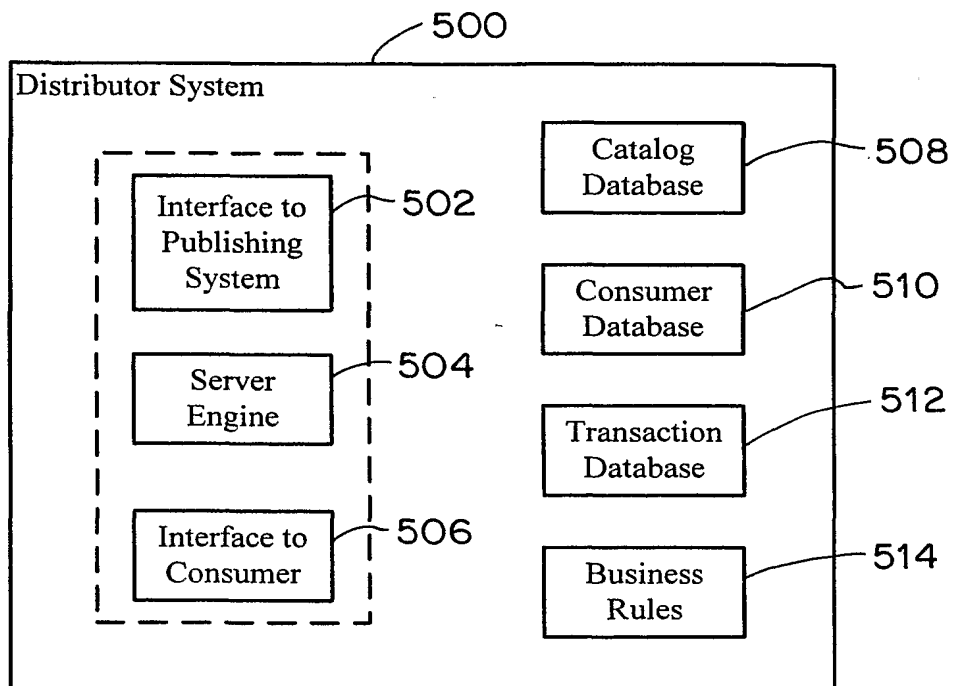 500
Distributor System
Interface to
Publishing
System
502
Server
Engine
504
Interface to
Consumer
506
Catalog
Database
508
Consumer
Database
510
Transaction
Database
512
Business
Rules
514